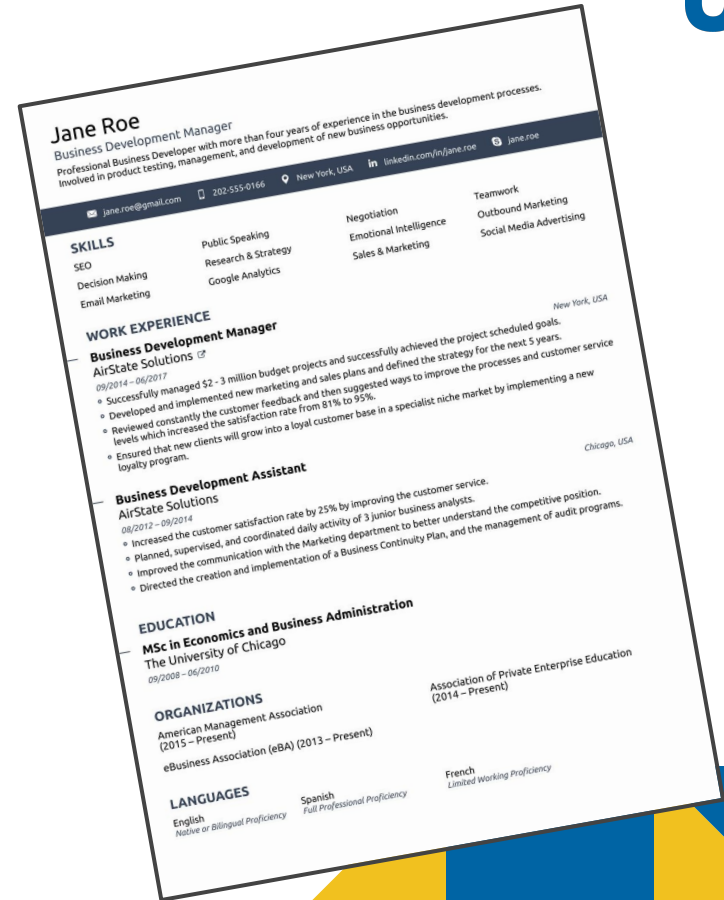 Jane Roe
Business Development Manager
Professional Business Developer with more than four years of experience in the business development processes.
Involved in product testing, management, and development of new business opportunities.
jane.roe@gmail.com 202-555-0166 New York, USA linkedin.com/in/jane.roe jane.roe
SKILLS
SEO Public Speaking Negotiation Teamwork
Decision Making Research & Strategy Emotional Intelligence Outbound Marketing
Email Marketing Google Analytics Sales & Marketing Social Media Advertising
WORK EXPERIENCE
Business Development Manager
AirState Solutions
09/2014 – 06/2017 New York, USA
Successfully managed $2 - 3 million budget projects and successfully achieved the project scheduled goals.
Developed and implemented new marketing and sales plans and defined the strategy for the next 5 years.
Reviewed constantly the customer feedback and then suggested ways to improve the processes and customer service
levels which increased the satisfaction rate from 81% to 95%.
Ensured that new clients will grow into a loyal customer base in a specialist niche market by implementing a new
loyalty program.
Business Development Assistant
AirState Solutions
08/2012 – 09/2014 Chicago, USA
Increased the customer satisfaction rate by 25% by improving the customer service.
Planned, supervised, and coordinated daily activity of 3 junior business analysts.
Improved the communication with the Marketing department to better understand the competitive position.
Directed the creation and implementation of a Business Continuity Plan, and the management of audit programs.
EDUCATION
MSc in Economics and Business Administration
The University of Chicago
09/2008 – 06/2010
ORGANIZATIONS
American Management Association
(2015 – Present)
Association of Private Enterprise Education
(2014 – Present)
eBusiness Association (eBA) (2013 – Present)
LANGUAGES
English
Native or Bilingual Proficiency
Spanish
Full Professional Proficiency
French
Limited Working Proficiency